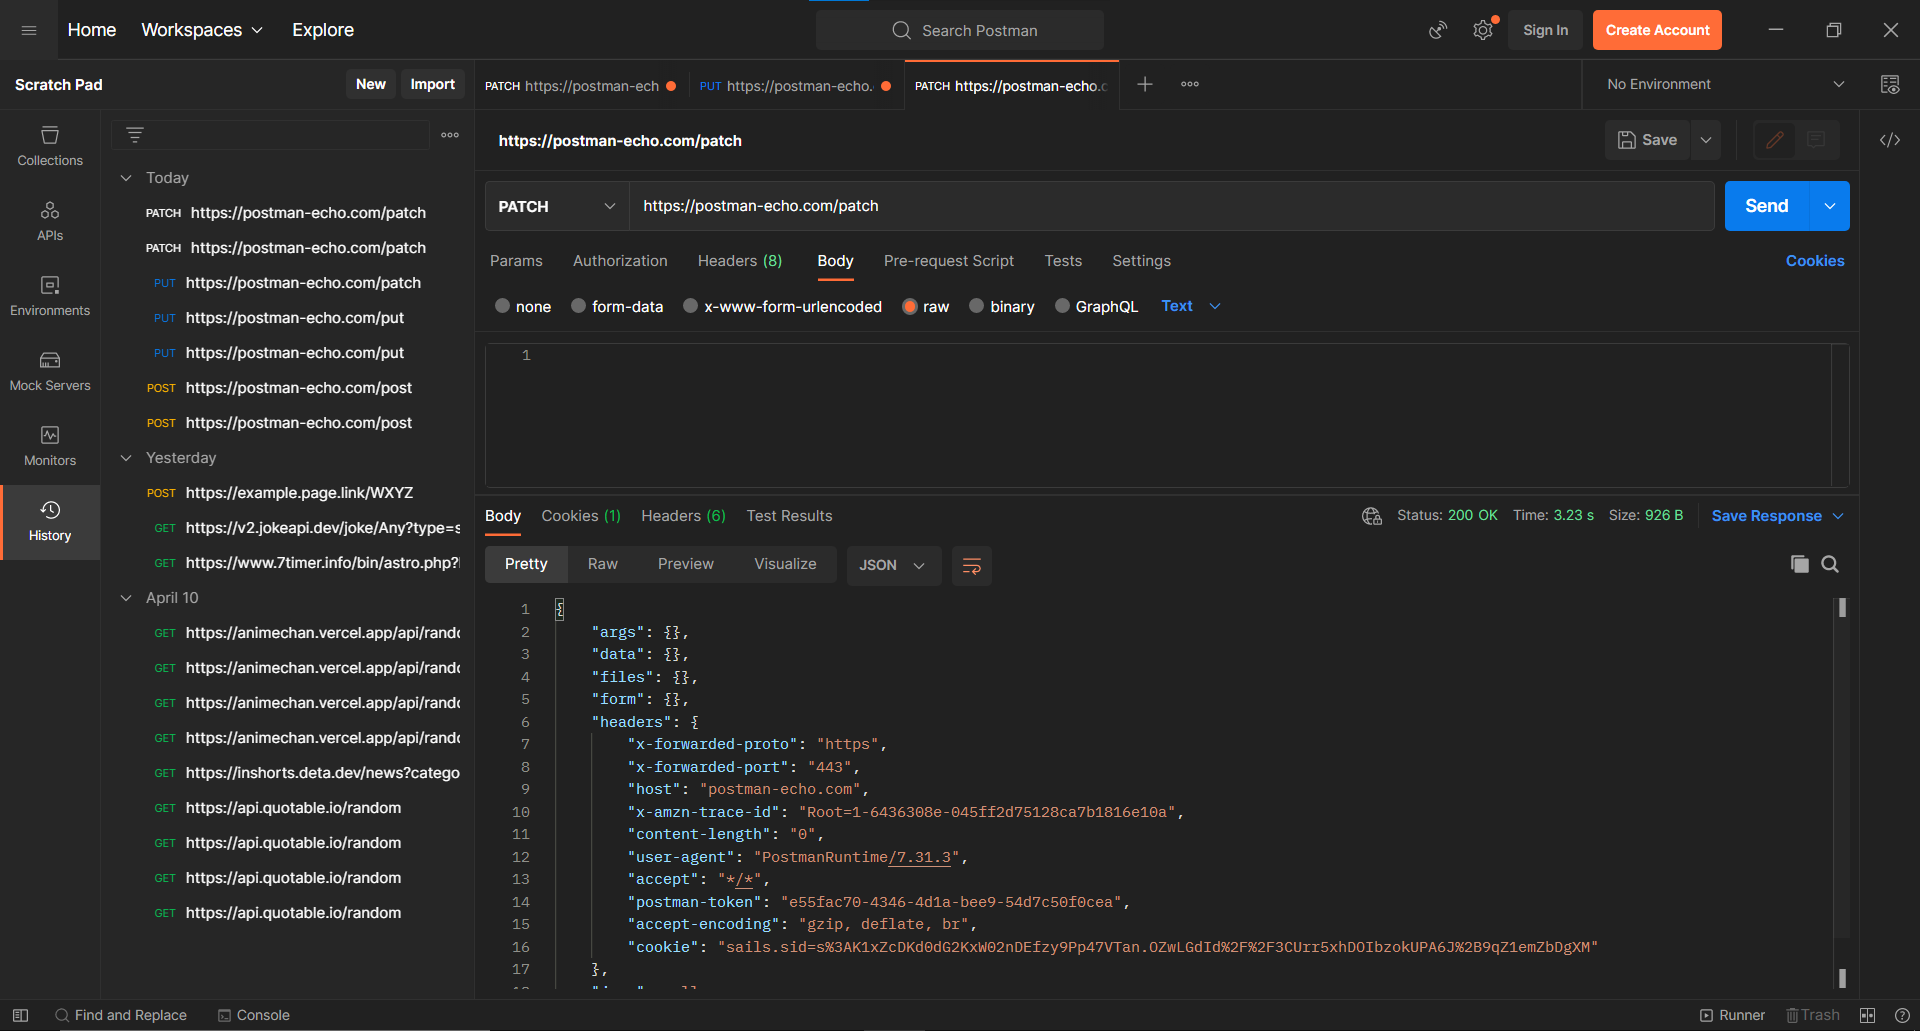 Home Workspaces Explore Search Postman Sign In Create Account
Scratch Pad New Import PATCH https://postman-ech PUT https://postman-echo. PATCH https://postman-echo.c No Environment
https://postman-echo.com/patch Save
Collections
APIs
Environments
Mock Servers
Monitors
History
Today
PATCH https://postman-echo.com/patch
PATCH https://postman-echo.com/patch
PUT https://postman-echo.com/patch
PUT https://postman-echo.com/put
PUT https://postman-echo.com/put
POST https://postman-echo.com/post
POST https://postman-echo.com/post
Yesterday
POST https://example.page.link/WXYZ
GET https://v2.jokeapi.dev/joke/Any?type=s
GET https://www.7timer.info/bin/astro.php?l
April 10
GET https://animechan.vercel.app/api/rando
GET https://animechan.vercel.app/api/rando
GET https://animechan.vercel.app/api/rando
GET https://animechan.vercel.app/api/rando
GET https://inshorts.deta.dev/news?catego
GET https://api.quotable.io/random
GET https://api.quotable.io/random
GET https://api.quotable.io/random
GET https://api.quotable.io/random
PATCH https://postman-echo.com/patch Send
Params Authorization Headers (8) Body Pre-request Script Tests Settings Cookies
none form-data x-www-form-urlencoded raw binary GraphQL Text
1
Body Cookies (1) Headers (6) Test Results Status: 200 OK Time: 3.23 s Size: 926 B Save Response
Pretty Raw Preview Visualize JSON
1 {
2 "args": {},
3 "data": {},
4 "files": {},
5 "form": {},
6 "headers": {
7 "x-forwarded-proto": "https",
8 "x-forwarded-port": "443",
9 "host": "postman-echo.com",
10 "x-amzn-trace-id": "Root=1-6436308e-045ff2d75128ca7b1816e10a",
11 "content-length": "0",
12 "user-agent": "PostmanRuntime/7.31.3",
13 "accept": "*/*",
14 "postman-token": "e55fac70-4346-4d1a-bee9-54d7c50f0cea",
15 "accept-encoding": "gzip, deflate, br",
16 "cookie": "sails.sid=s%3AK1xZcDKd0dG2KxW02nDEfzy9Pp47VTan.OZwLGdId%2F%2F3CUrr5xhDOIbzokUPA6J%2B9qZ1emZbDgXM"
17 },
Find and Replace Console Runner Trash